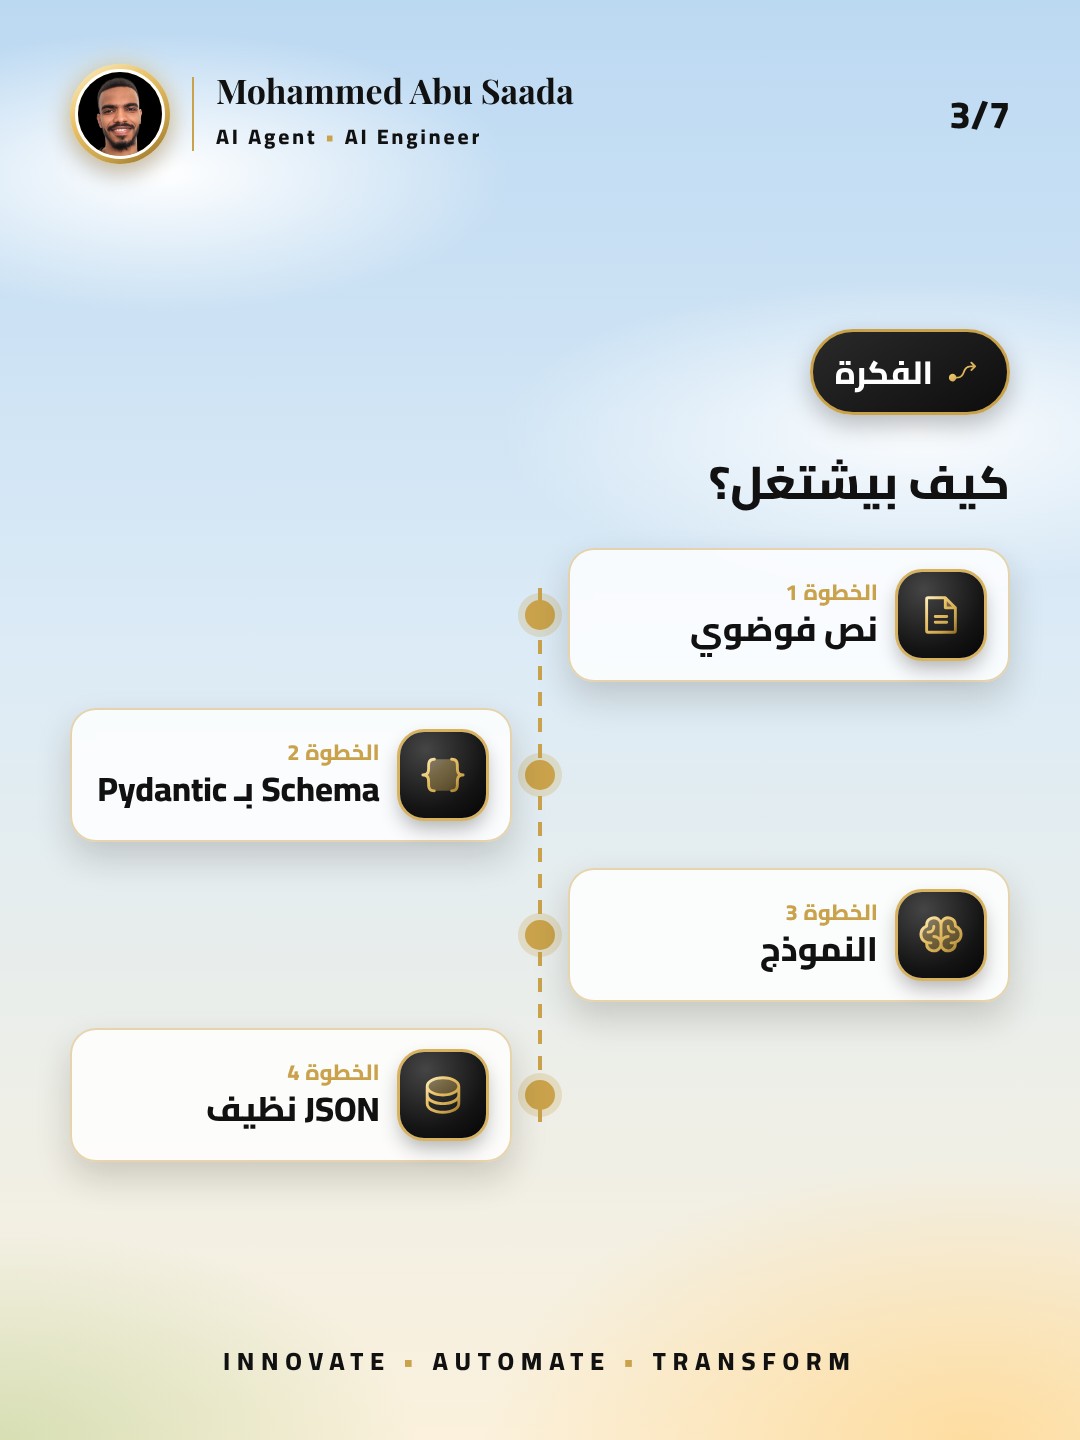 Mohammed Abu Saada
AI Agent ▪ AI Engineer
3/7
الفكرة
كيف بيشتغل؟
الخطوة 1
نص فوضوي
الخطوة 2
Schema بـ Pydantic
الخطوة 3
النموذج
الخطوة 4
JSON نظيف
INNOVATE ▪ AUTOMATE ▪ TRANSFORM